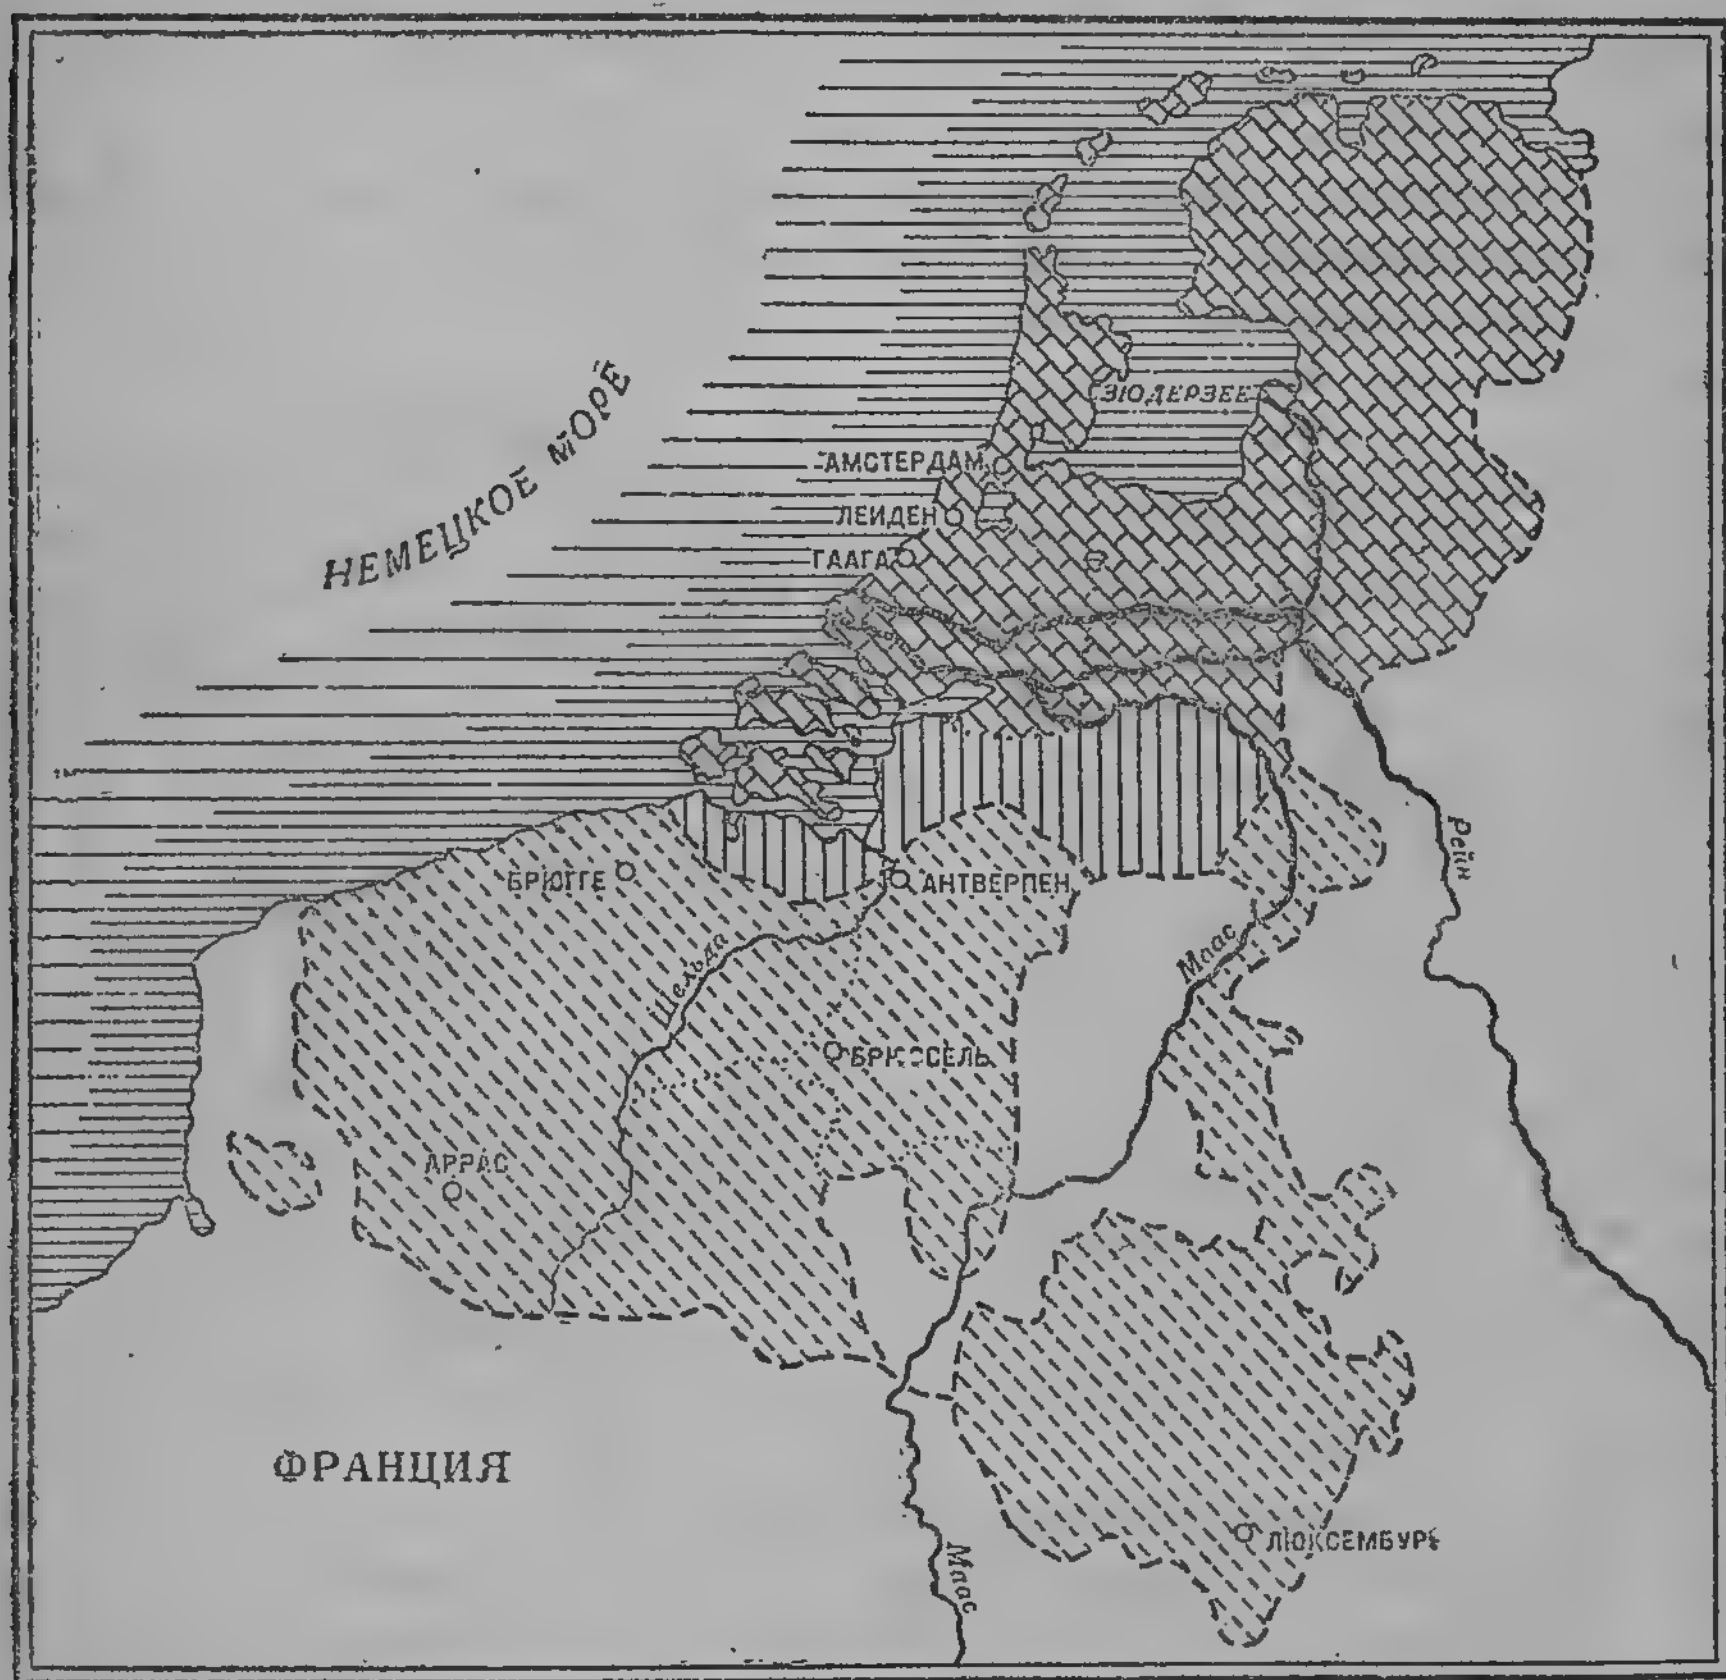 НЕМЕЦКОЕ МОРЕ
ЗЮДЕРЗЕЕ
АМСТЕРДАМ
ЛЕЙДЕН
ГААГА
БРЮГГЕ
АНТВЕРПЕН
Рейн
Маас
Шельда
БРЮССЕЛЬ
АРРАС
ФРАНЦИЯ
ЛЮКСЕМБУРГ
Маас